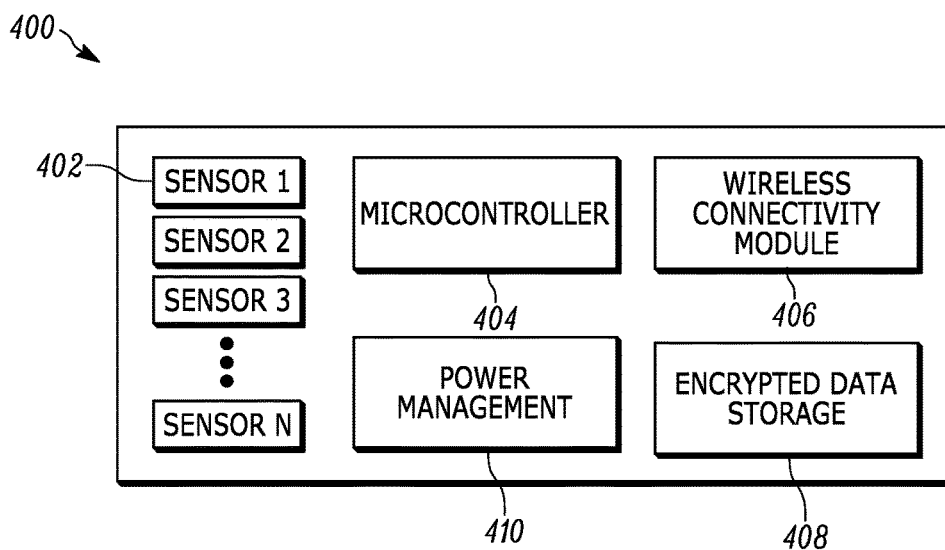 400
402
SENSOR 1
SENSOR 2
SENSOR 3
SENSOR N
MICROCONTROLLER
404
WIRELESS
CONNECTIVITY
MODULE
406
POWER
MANAGEMENT
410
ENCRYPTED DATA
STORAGE
408